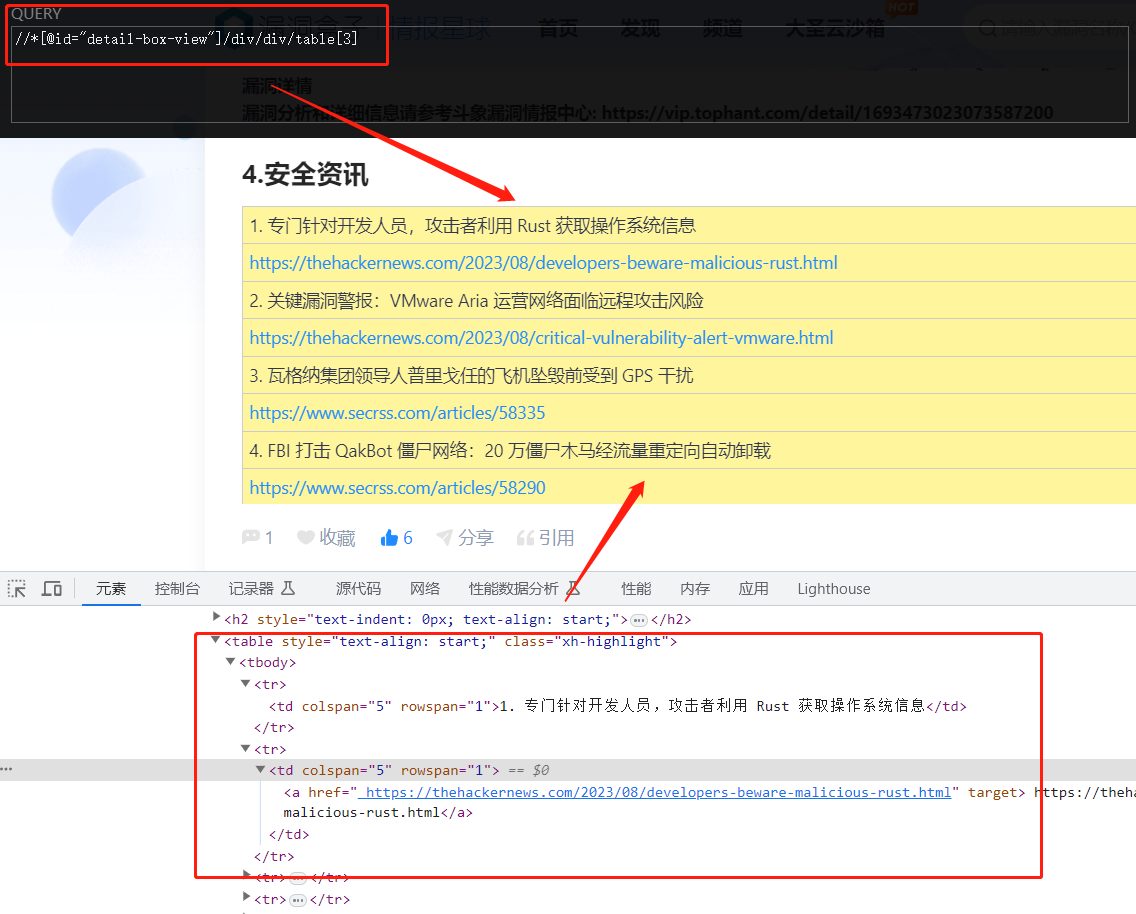 QUERY
//*[@id="detail-box-view"]/div/div/table[3]
漏洞盒子 | 情报星球 首页 发现 频道 大圣云沙箱 HOT
漏洞详情
漏洞分析和详细信息请参考斗象漏洞情报中心: https://vip.tophant.com/detail/1693473023073587200
4.安全资讯
1. 专门针对开发人员，攻击者利用 Rust 获取操作系统信息
https://thehackernews.com/2023/08/developers-beware-malicious-rust.html
2. 关键漏洞警报：VMware Aria 运营网络面临远程攻击风险
https://thehackernews.com/2023/08/critical-vulnerability-alert-vmware.html
3. 瓦格纳集团领导人普里戈任的飞机坠毁前受到 GPS 干扰
https://www.secrss.com/articles/58335
4. FBI 打击 QakBot 僵尸网络：20 万僵尸木马经流量重定向自动卸载
https://www.secrss.com/articles/58290
1 收藏 6 分享 引用
元素 控制台 记录器 源代码 网络 性能数据分析 性能 内存 应用 Lighthouse
<h2 style="text-indent: 0px; text-align: start;">…</h2>
<table style="text-align: start;" class="xh-highlight">
<tbody>
<tr>
<td colspan="5" rowspan="1">1. 专门针对开发人员，攻击者利用 Rust 获取操作系统信息</td>
</tr>
<tr>
<td colspan="5" rowspan="1"> == $0
<a href=" https://thehackernews.com/2023/08/developers-beware-malicious-rust.html" target> https://theha
malicious-rust.html</a>
</td>
</tr>
<tr>…</tr>
<tr>…</tr>